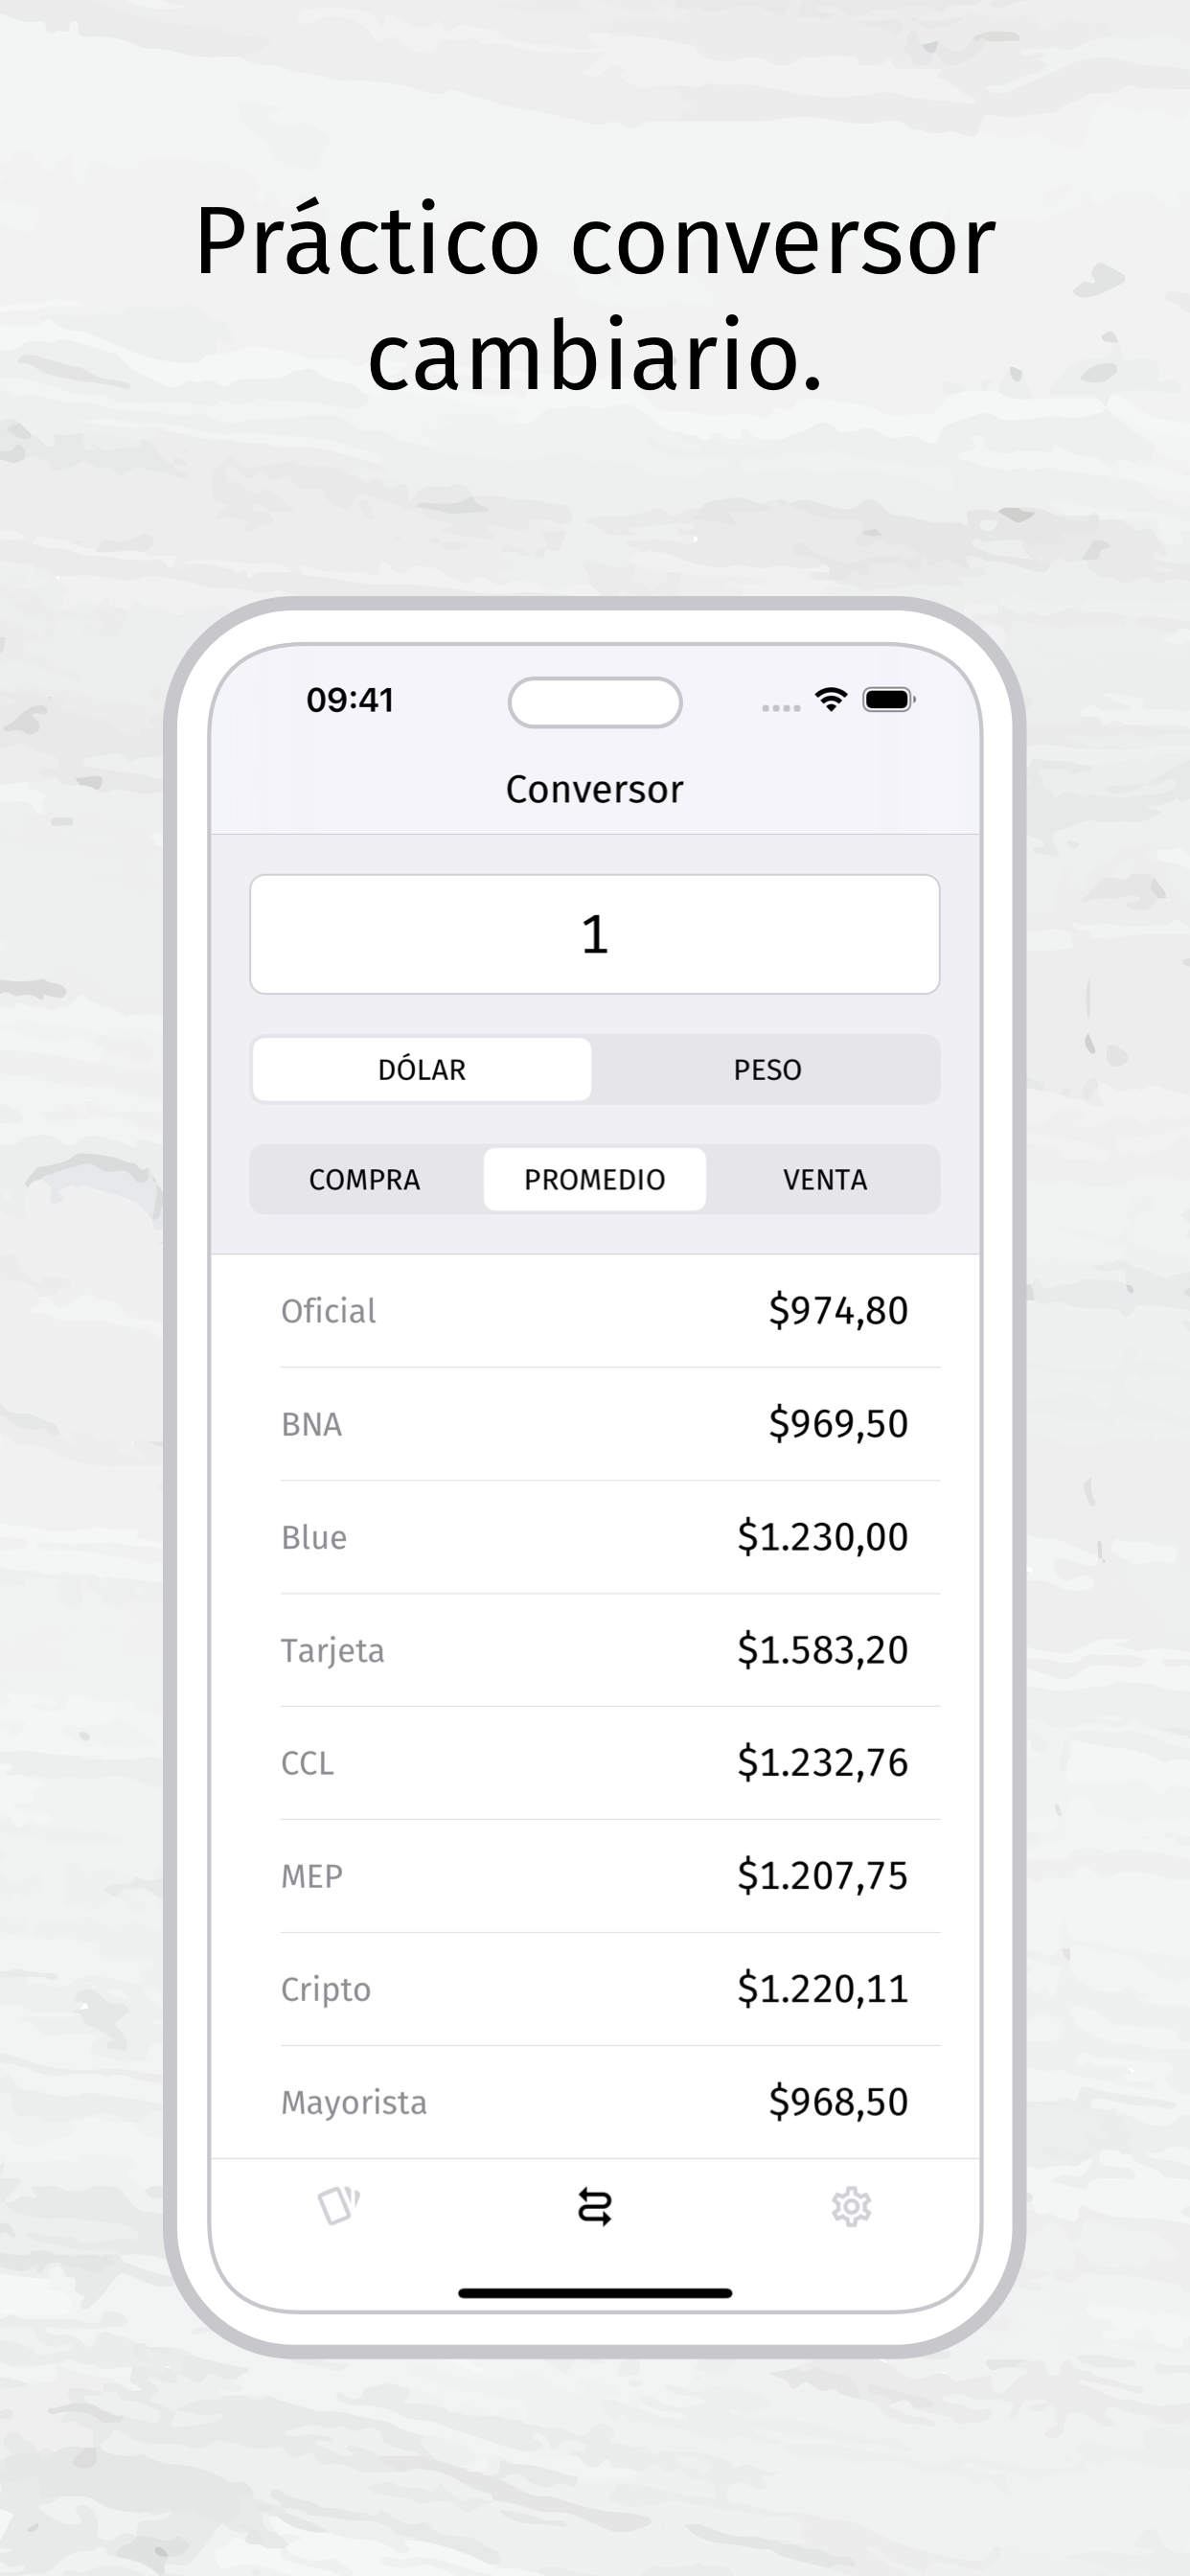 Práctico conversor
cambiario.
09:41
Conversor
1
DÓLAR PESO
COMPRA PROMEDIO VENTA
Oficial $974,80
BNA $969,50
Blue $1.230,00
Tarjeta $1.583,20
CCL $1.232,76
MEP $1.207,75
Cripto $1.220,11
Mayorista $968,50